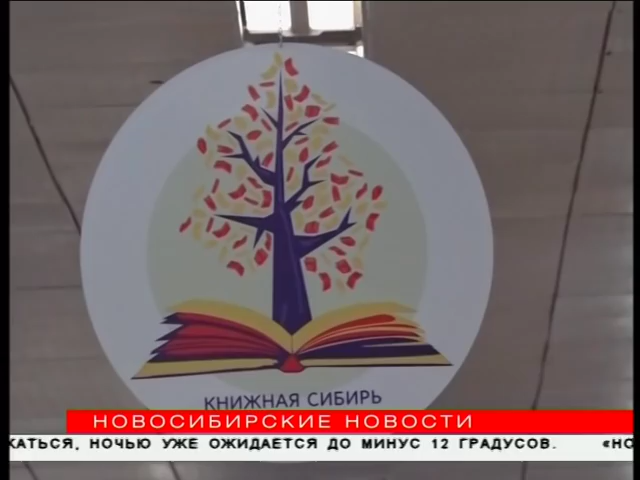 КНИЖНАЯ СИБИРЬ
НОВОСИБИРСКИЕ НОВОСТИ
КАТЬСЯ, НОЧЬЮ УЖЕ ОЖИДАЕТСЯ ДО МИНУС 12 ГРАДУСОВ. «НО